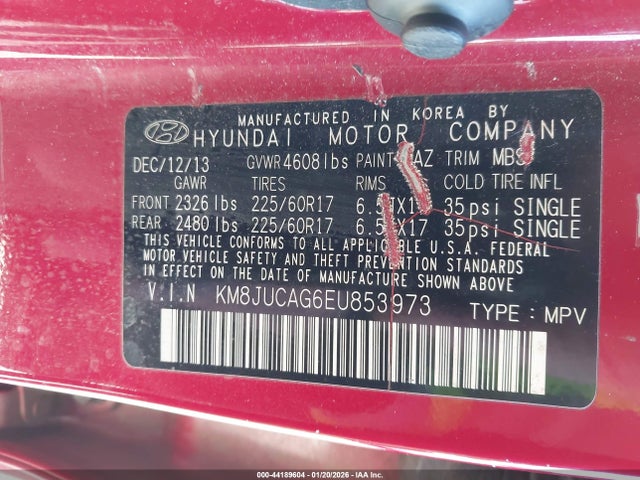 MANUFACTURED IN KOREA BY
HYUNDAI MOTOR COMPANY
DEC/12/13 GVWR4608lbs PAINT AZ TRIM MBS
GAWR TIRES RIMS COLD TIRE INFL
FRONT 2326lbs 225/60R17 35psi SINGLE
REAR 2480lbs 225/60R17 35psi SINGLE
THIS VEHICLE CONFORMS TO ALL APPLICABLE U.S.A. FEDERAL
MOTOR VEHICLE SAFETY AND THEFT PREVENTION STANDARDS
IN EFFECT ON THE DATE OF MANUFACTURE SHOWN ABOVE.
V.I.N KM8JUCAG6EU853973 TYPE : MPV
000-44189604 | 01/20/2026 | IAA Inc.